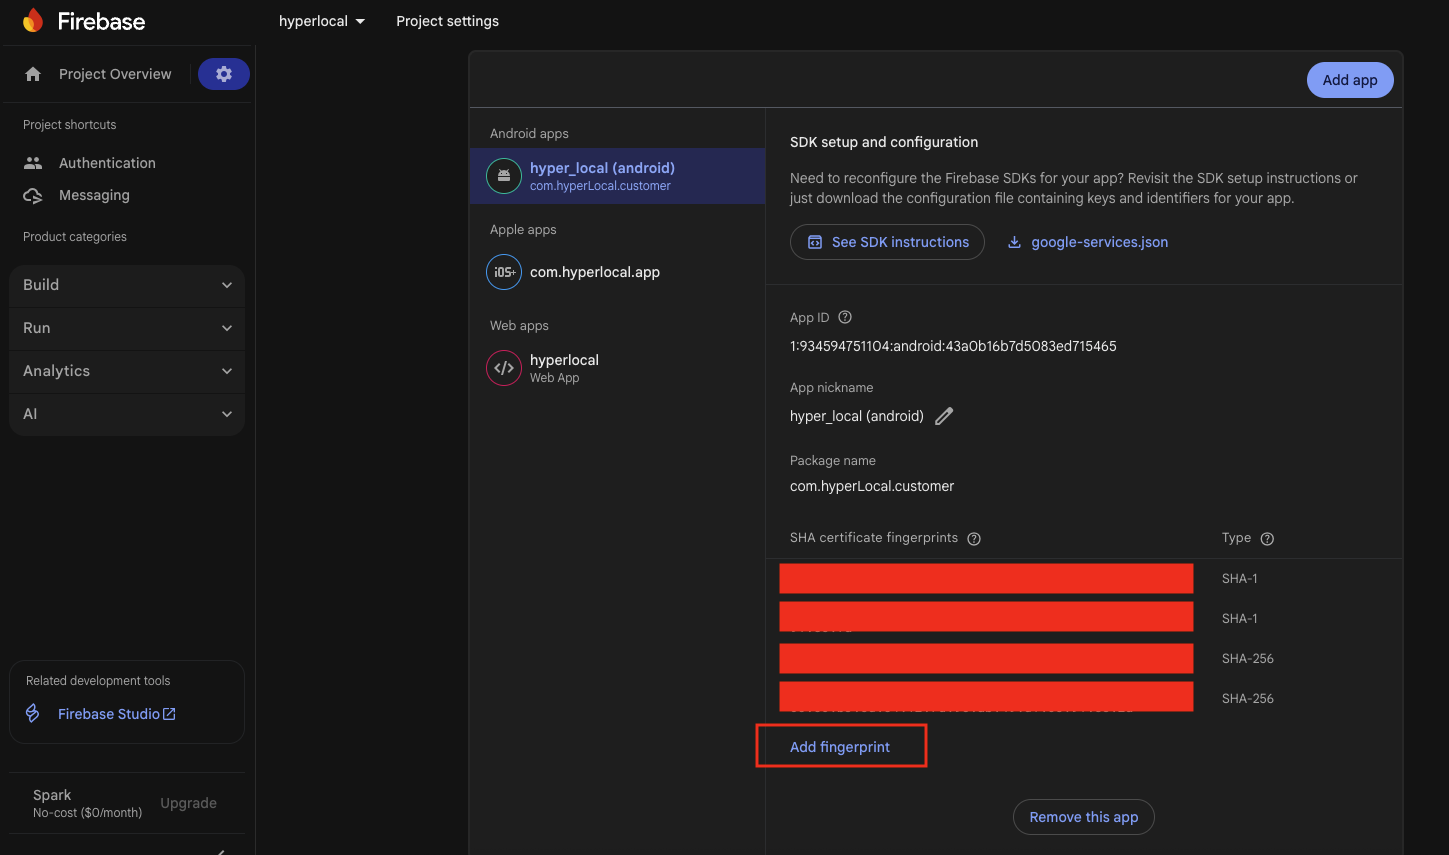 Firebase
hyperlocal
Project settings
Project Overview
Project shortcuts
Authentication
Messaging
Product categories
Build
Run
Analytics
AI
Related development tools
Firebase Studio
Spark
No-cost ($0/month)
Upgrade
Add app
Android apps
hyper_local (android)
com.hyperLocal.customer
Apple apps
iOS+
com.hyperlocal.app
Web apps
</>
hyperlocal
Web App
SDK setup and configuration
Need to reconfigure the Firebase SDKs for your app? Revisit the SDK setup instructions or
just download the configuration file containing keys and identifiers for your app.
See SDK instructions
google-services.json
App ID
1:934594751104:android:43a0b16b7d5083ed715465
App nickname
hyper_local (android)
Package name
com.hyperLocal.customer
SHA certificate fingerprints
Type
SHA-1
SHA-1
SHA-256
SHA-256
Add fingerprint
Remove this app